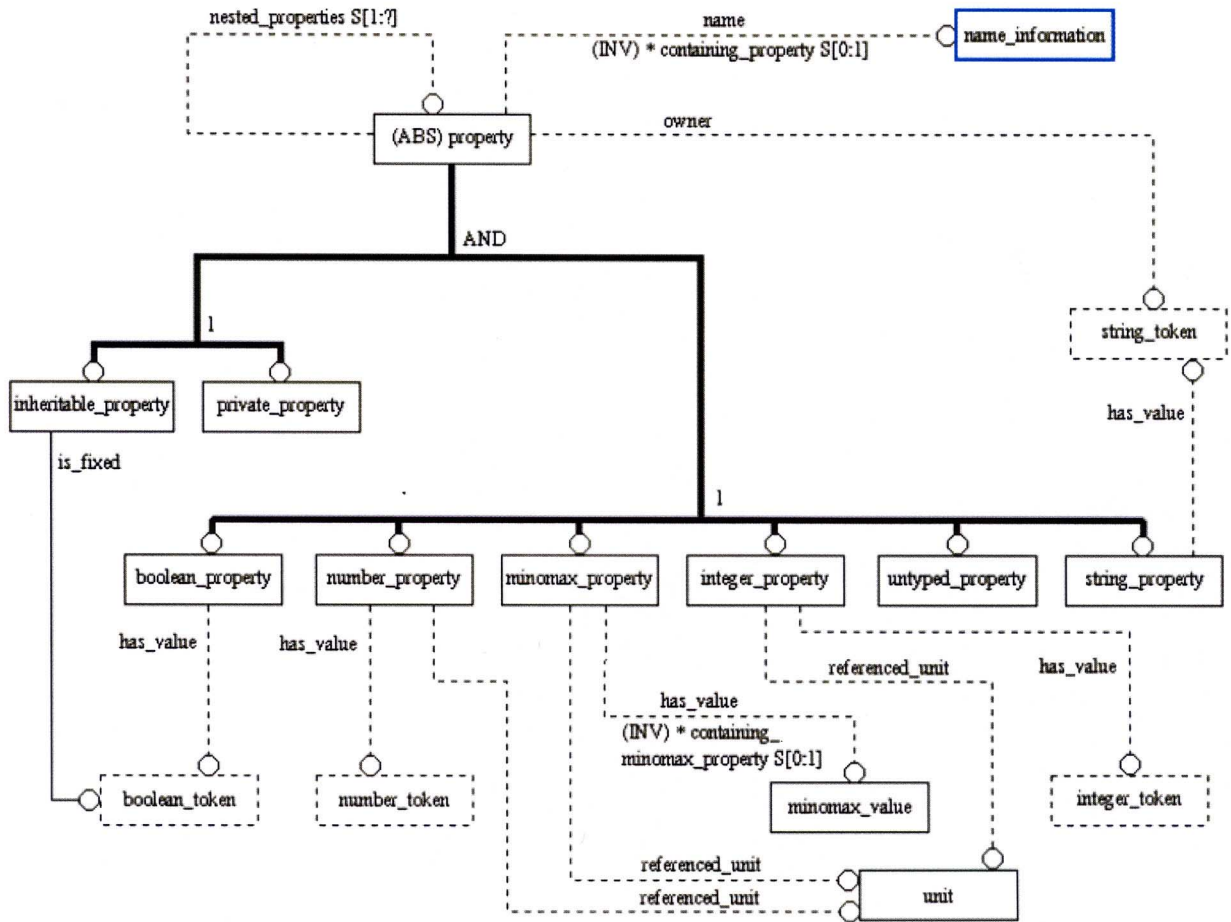 nested_properties S[1:?]
name
(INV) * containing_property S[0:1]
name_information
(ABS) property
owner
AND
1
string_token
inheritable_property
private_property
has_value
is_fixed
1
boolean_property
number_property
minomax_property
integer_property
untyped_property
string_property
has_value
has_value
referenced_unit
has_value
has_value
(INV) * containing_
minomax_property S[0:1]
boolean_token
number_token
minomax_value
integer_token
referenced_unit
referenced_unit
unit